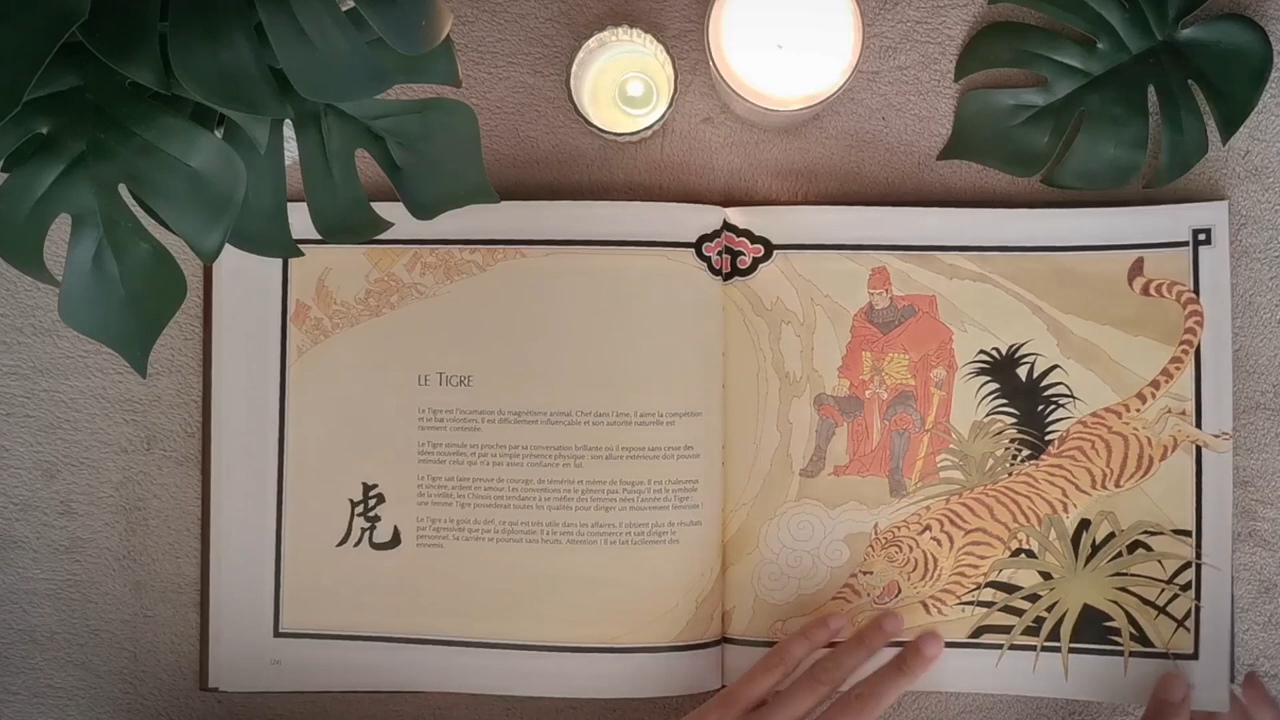 LE TIGRE
Le Tigre est l'incarnation du magnétisme animal. Chef dans l'âme, il aime la compétition
et se bat volontiers. Il est difficilement influençable et son autorité naturelle est
rarement contestée.
Le Tigre stimule ses proches par sa conversation brillante où il expose sans cesse des
idées nouvelles, et par sa simple présence physique : son allure extérieure doit pouvoir
intimider celui qui n'a pas assez confiance en lui.
Le Tigre sait faire preuve de courage, de témérité et même de fougue. Il est chaleureux
et sincère, ardent en amour. Les conventions ne le gênent pas. Puisqu'il est le symbole
de la virilité, les Chinois ont tendance à se méfier des femmes nées l'année du Tigre :
une femme Tigre posséderait toutes les qualités pour diriger un mouvement féministe !
Le Tigre a le goût du défi, ce qui est très utile dans les affaires. Il obtient plus de résultats
par l'agressivité que par la diplomatie. Il a le sens du commerce et sait diriger le
personnel. Sa carrière se poursuit sans heurts. Attention ! Il se fait facilement des
ennemis.
虎
(24)